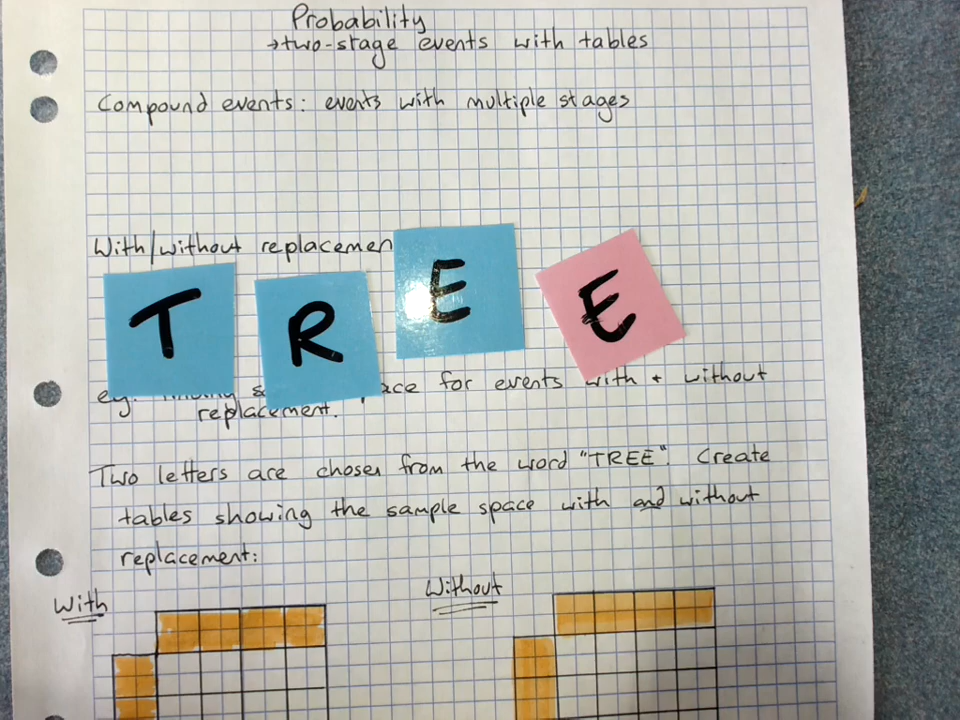 Probability
→two-stage events with tables
Compound events: events with multiple stages
With/without replacemen
T R E E
eg. for events with + without
replacement.
Two letters are chosen from the word "TREE". Create
tables showing the sample space with and without
replacement:
With
Without